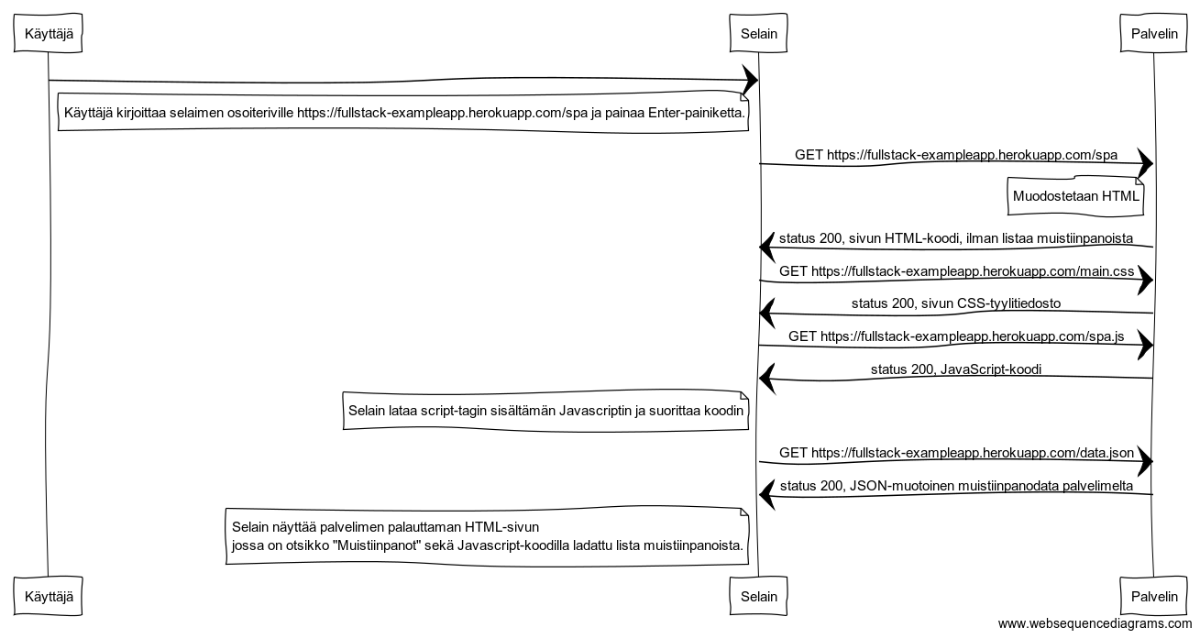 Käyttäjä
Selain
Palvelin
Käyttäjä kirjoittaa selaimen osoiteriville https://fullstack-exampleapp.herokuapp.com/spa ja painaa Enter-painiketta.
GET https://fullstack-exampleapp.herokuapp.com/spa
Muodostetaan HTML
status 200, sivun HTML-koodi, ilman listaa muistiinpanoista
GET https://fullstack-exampleapp.herokuapp.com/main.css
status 200, sivun CSS-tyylitiedosto
GET https://fullstack-exampleapp.herokuapp.com/spa.js
status 200, JavaScript-koodi
Selain lataa script-tagin sisältämän Javascriptin ja suorittaa koodin
GET https://fullstack-exampleapp.herokuapp.com/data.json
status 200, JSON-muotoinen muistiinpanodata palvelimelta
Selain näyttää palvelimen palauttaman HTML-sivun
jossa on otsikko "Muistiinpanot" sekä Javascript-koodilla ladattu lista muistiinpanoista.
Käyttäjä
Selain
Palvelin
www.websequencediagrams.com